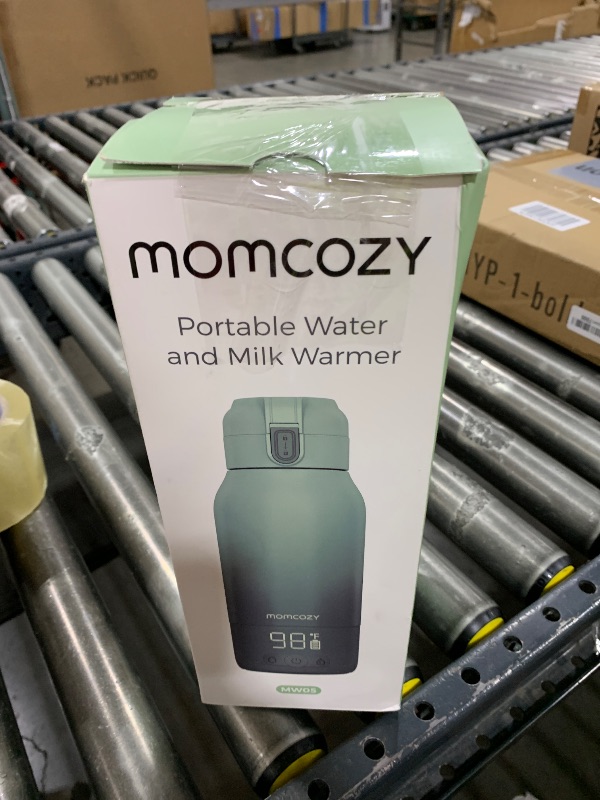 QUICK PACK
momcozy
Portable Water
and Milk Warmer
momcozy
98°F
MW05
YP-1-bol